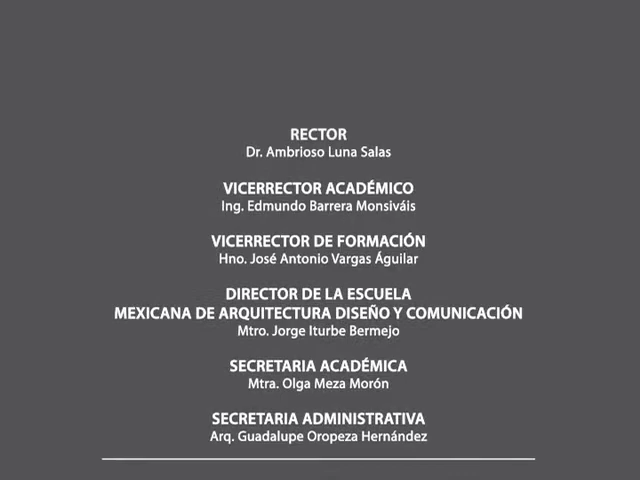 RECTOR
Dr. Ambrioso Luna Salas
VICERRECTOR ACADÉMICO
Ing. Edmundo Barrera Monsiváis
VICERRECTOR DE FORMACIÓN
Hno. José Antonio Vargas Águilar
DIRECTOR DE LA ESCUELA
MEXICANA DE ARQUITECTURA DISEÑO Y COMUNICACIÓN
Mtro. Jorge Iturbe Bermejo
SECRETARIA ACADÉMICA
Mtra. Olga Meza Morón
SECRETARIA ADMINISTRATIVA
Arq. Guadalupe Oropeza Hernández